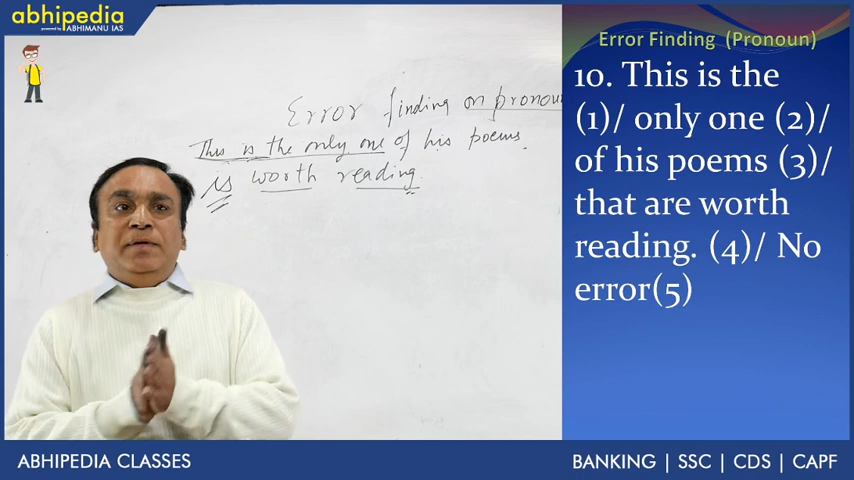 abhipedia
powered by ABHIMANU IAS
Error finding on pronoun
This is the only one of his poems
is worth reading.
Error Finding (Pronoun)
10. This is the
(1)/ only one (2)/
of his poems (3)/
that are worth
reading. (4)/ No
error(5)
ABHIPEDIA CLASSES
BANKING | SSC | CDS | CAPF